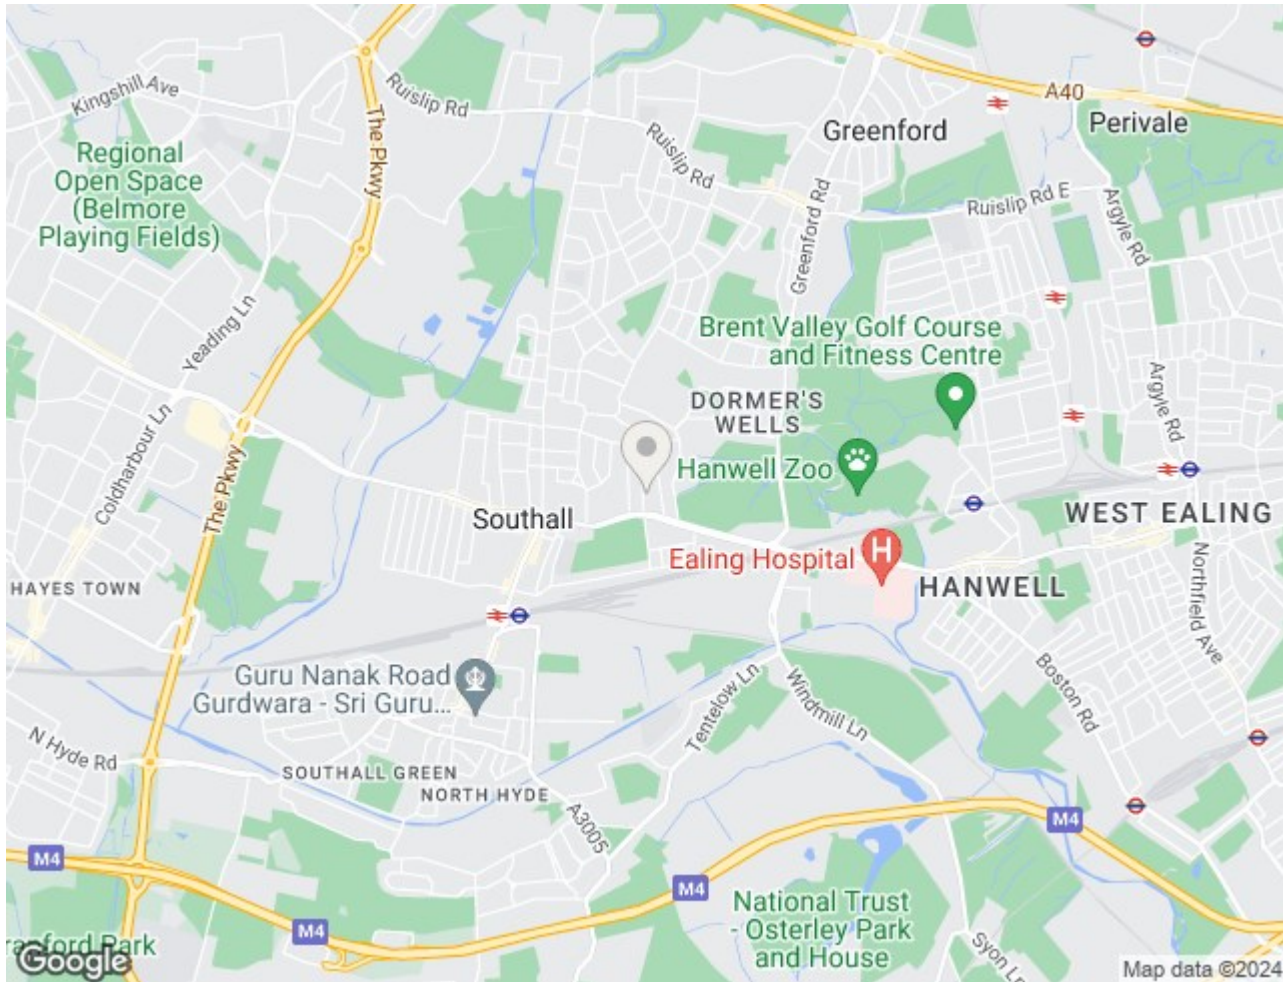 Kingshill Ave
Ruislip Rd
The Pkwy
A40
Greenford
Perivale
Regional
Open Space
(Belmore
Playing Fields)
Ruislip Rd
Greenford Rd
Ruislip Rd E
Argyle Rd
Yeading Ln
Brent Valley Golf Course
and Fitness Centre
Argyle Rd
DORMER'S
WELLS
Coldharbour Ln
The Pkwy
Hanwell Zoo
Southall
WEST EALING
Ealing Hospital
H
HANWELL
HAYES TOWN
Northfield Ave
Guru Nanak Road
Gurdwara - Sri Guru...
Tentelow Ln
Windmill Ln
Boston Rd
N Hyde Rd
SOUTHALL GREEN
NORTH HYDE
A3005
M4
M4
M4
M4
National Trust
- Osterley Park
and House
Syon Ln
Park
Google
Map data ©2024